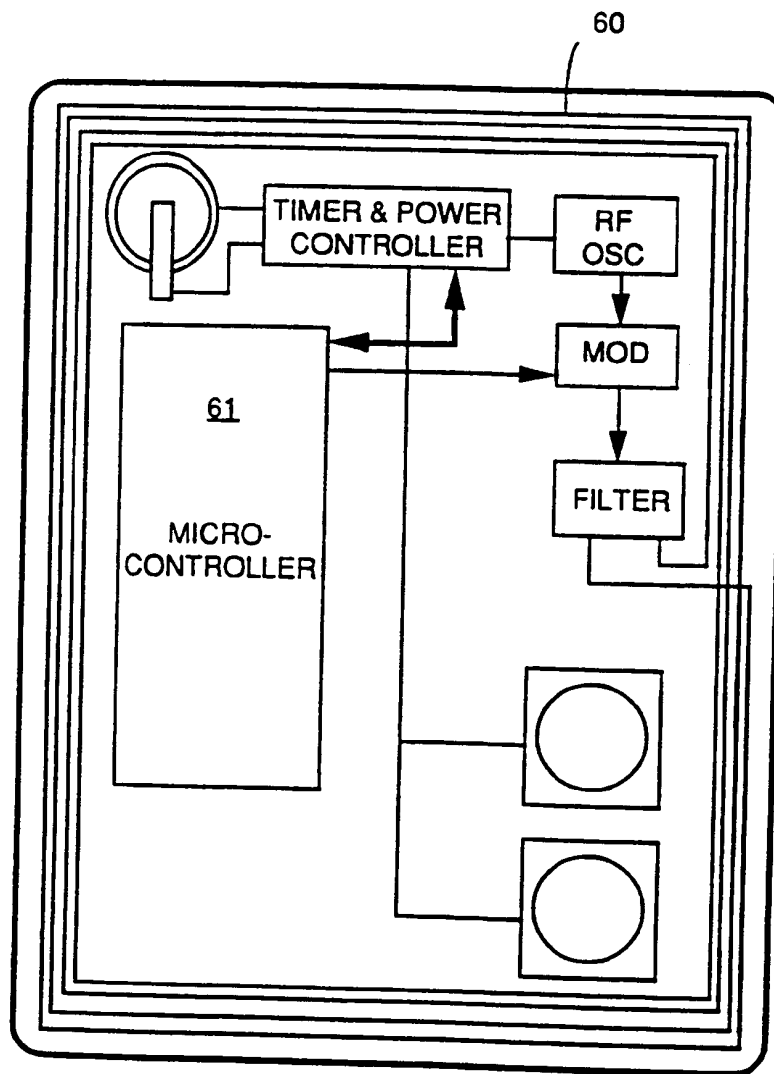 60
TIMER & POWER
CONTROLLER
RF
OSC
MOD
61
FILTER
MICRO-
CONTROLLER